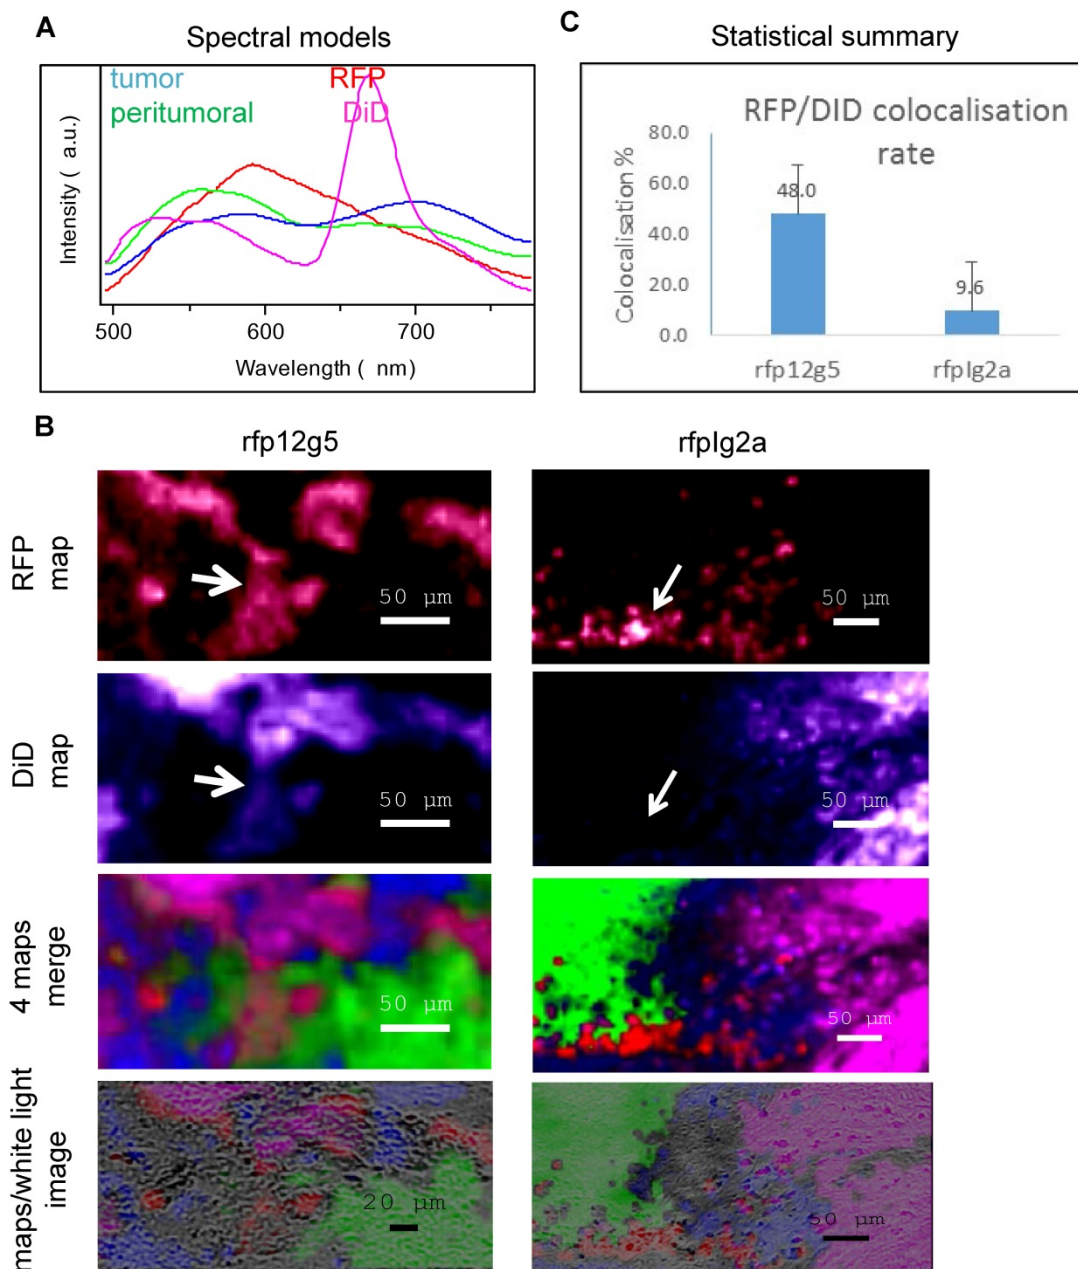 A
Spectral models
tumor
RFP
peritumoral
DiD
Intensity ( a.u.)
500
600
700
Wavelength ( nm)
C
Statistical summary
RFP/DID colocalisation
rate
Colocalisation %
80.0
60.0
40.0
20.0
0.0
48.0
9.6
rfp12g5
rfpIg2a
B
rfp12g5
rfpIg2a
RFP
map
50 µm
50 µm
DiD
map
50 µm
50 µm
4 maps
merge
50 µm
50 µm
maps/white light
image
20 µm
50 µm